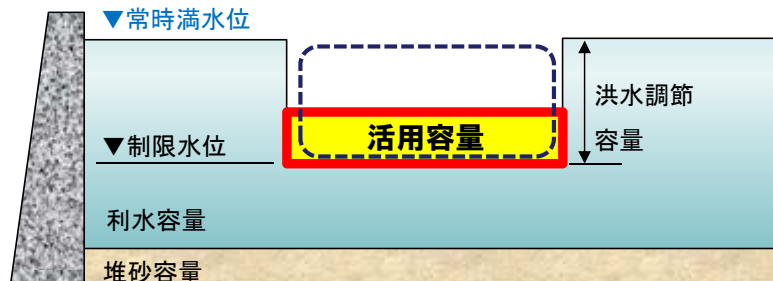 ▼常時満水位
洪水調節
容量
活用容量
▼制限水位
利水容量
堆砂容量